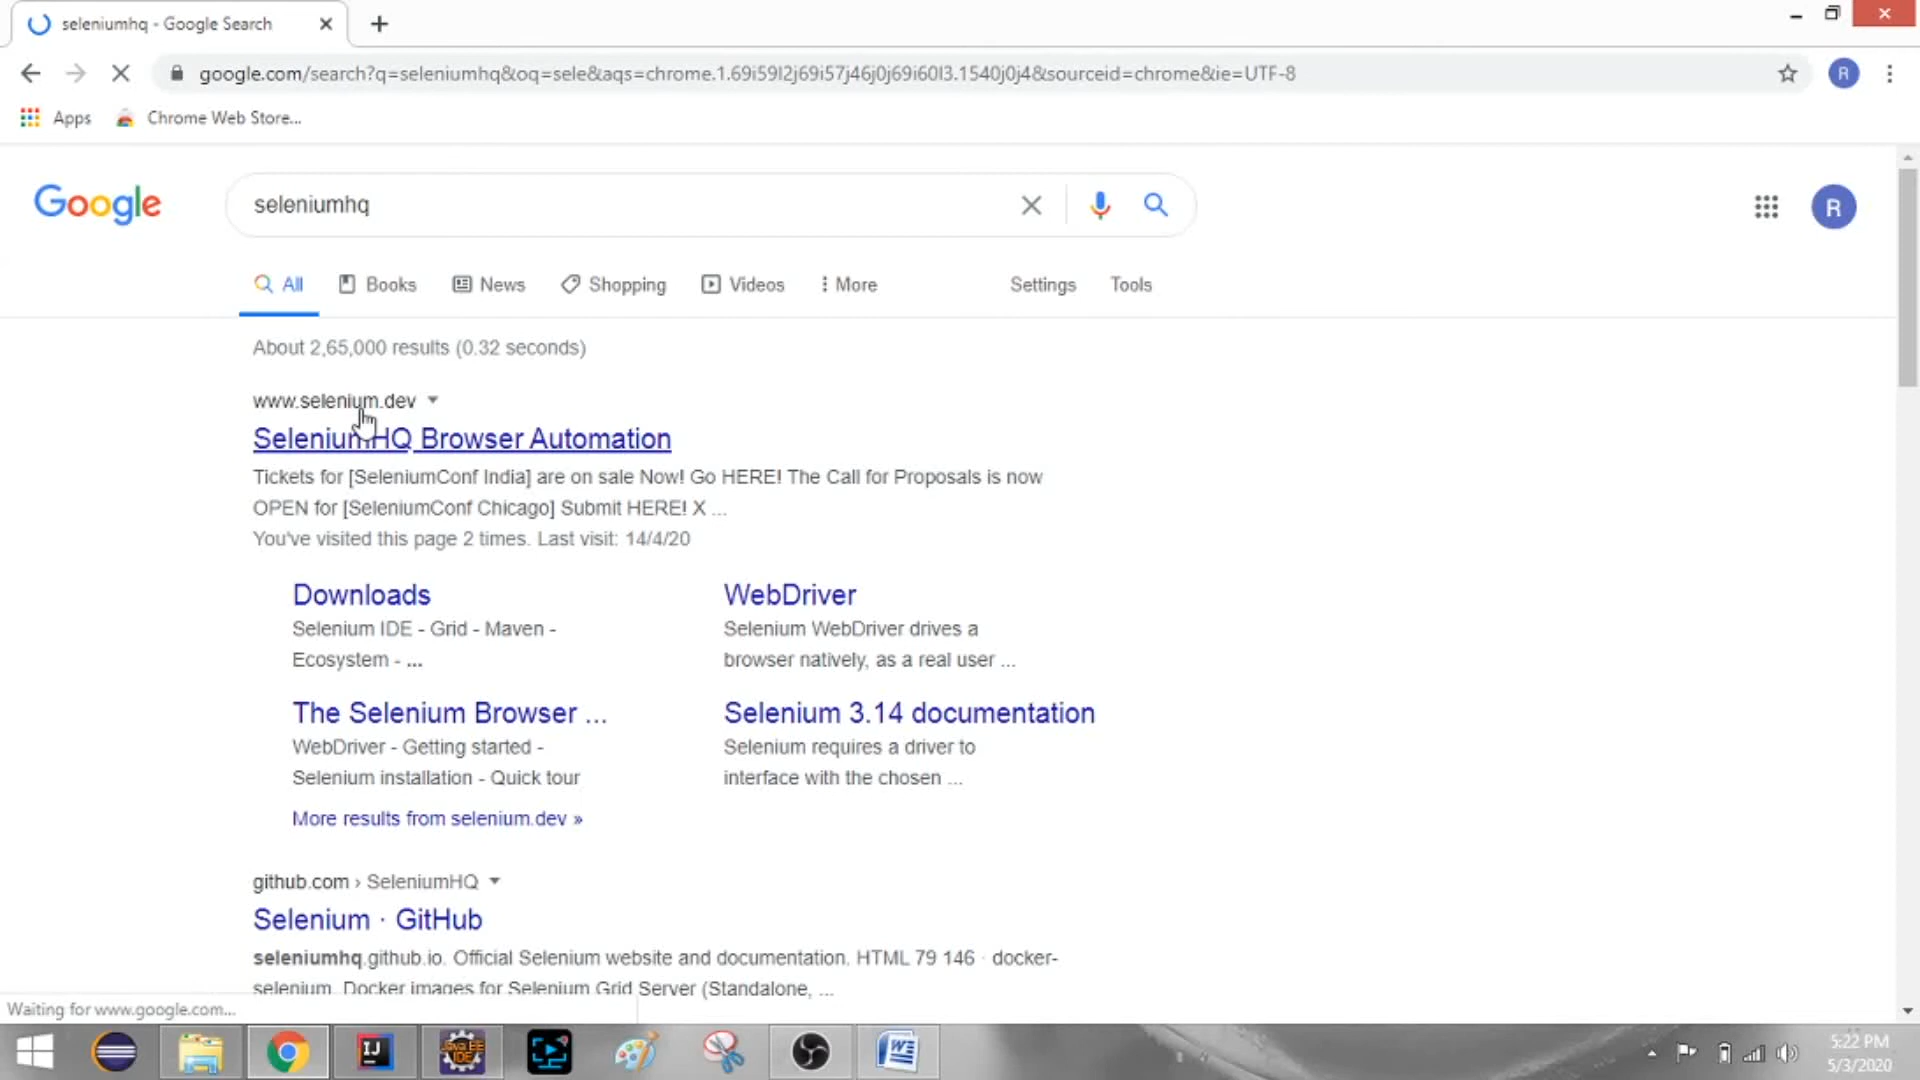 seleniumhq - Google Search
google.com/search?q=seleniumhq&oq=sele&aqs=chrome.1.69i59l2j69i57j46j0j69i60l3.1540j0j4&sourceid=chrome&ie=UTF-8
R
Apps
Chrome Web Store...
Google
seleniumhq
R
All
Books
News
Shopping
Videos
More
Settings
Tools
About 2,65,000 results (0.32 seconds)
www.selenium.dev
SeleniumHQ Browser Automation
Tickets for [SeleniumConf India] are on sale Now! Go HERE! The Call for Proposals is now
OPEN for [SeleniumConf Chicago] Submit HERE! X ...
You've visited this page 2 times. Last visit: 14/4/20
Downloads
Selenium IDE - Grid - Maven -
Ecosystem - ...
WebDriver
Selenium WebDriver drives a
browser natively, as a real user ...
The Selenium Browser ...
WebDriver - Getting started -
Selenium installation - Quick tour
Selenium 3.14 documentation
Selenium requires a driver to
interface with the chosen ...
More results from selenium.dev »
github.com › SeleniumHQ
Selenium · GitHub
seleniumhq.github.io. Official Selenium website and documentation. HTML 79 146 · docker-
selenium. Docker images for Selenium Grid Server (Standalone, ...
Waiting for www.google.com...
IJ
Java EE
IDE
W
5:22 PM
5/3/2020